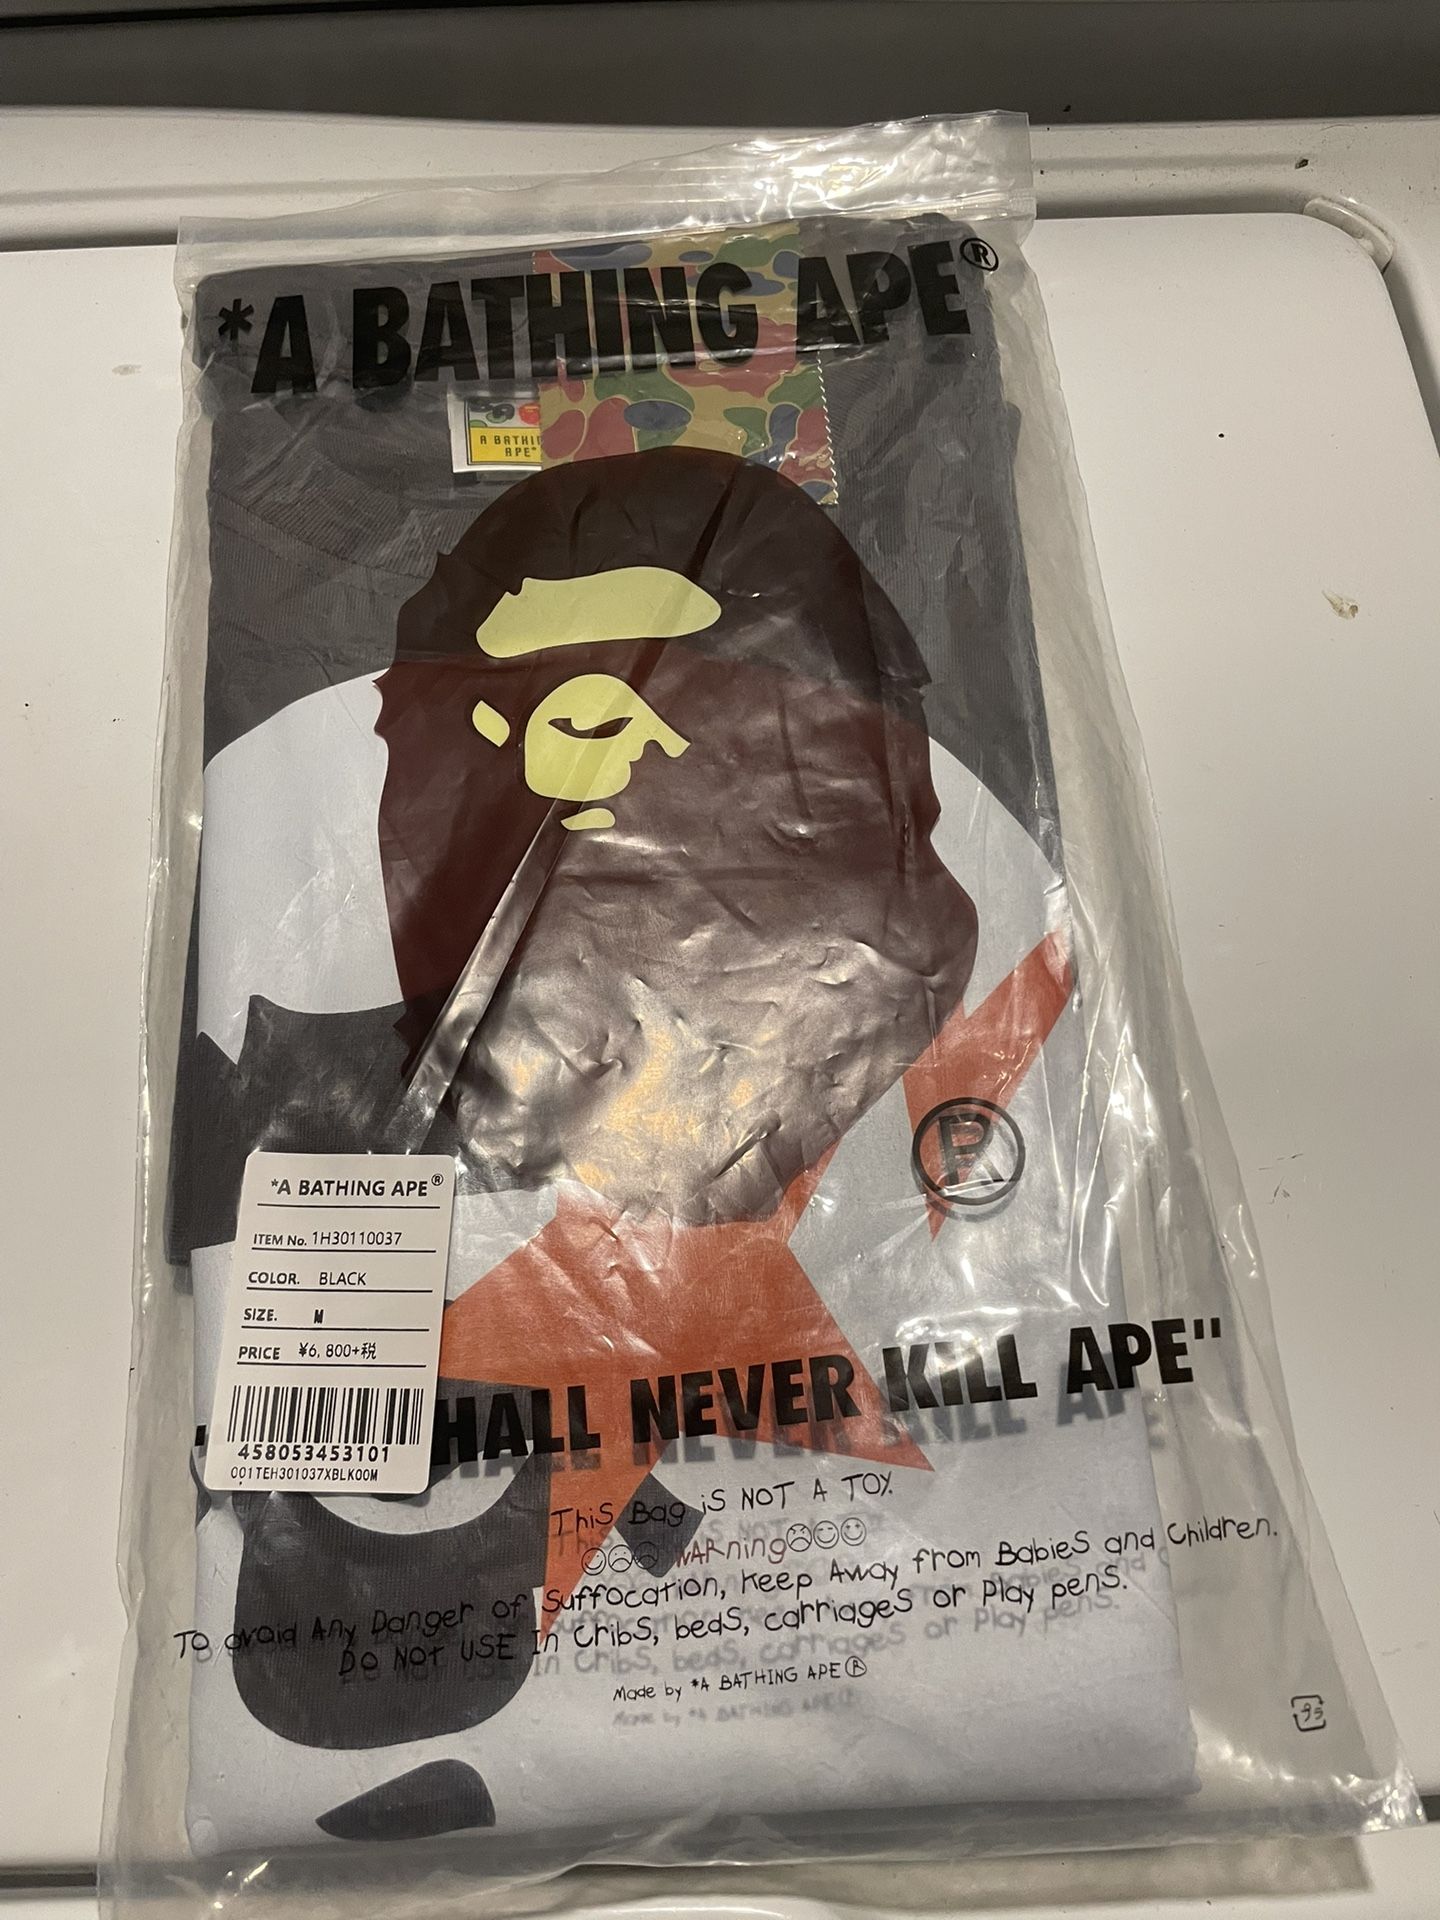 *A BATHING APE®
A BATHI
APE®
®
*A BATHING APE®
ITEM No. 1H30110037
COLOR. BLACK
SIZE. M
PRICE ¥6,800+税
458053453101
001TEH301037XBLK00M
HALL NEVER KILL APE"
This Bag is NOT A TOY.
WARning
To avoid Any Danger of Suffocation, Keep Away from Babies and Children.
DO NOT USE In Cribs, beds, carriages or Play pens.
Made by *A BATHING APE®